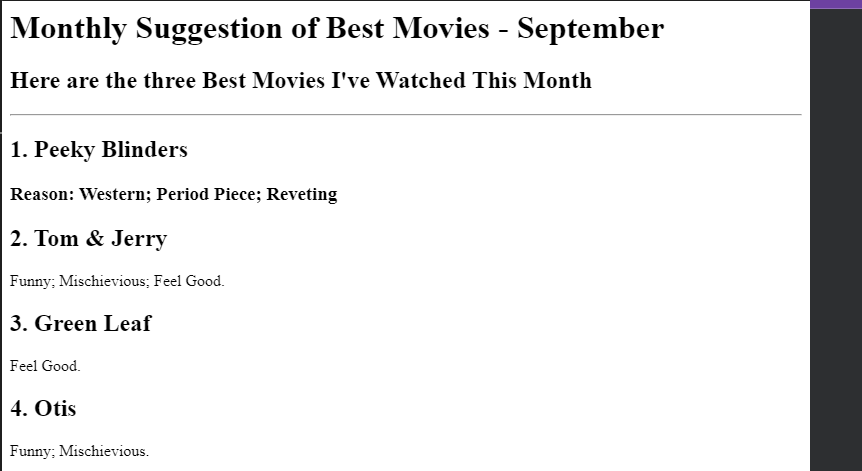 Monthly Suggestion of Best Movies - September
Here are the three Best Movies I've Watched This Month
1. Peeky Blinders
Reason: Western; Period Piece; Reveting
2. Tom & Jerry
Funny; Mischievious; Feel Good.
3. Green Leaf
Feel Good.
4. Otis
Funny; Mischievious.